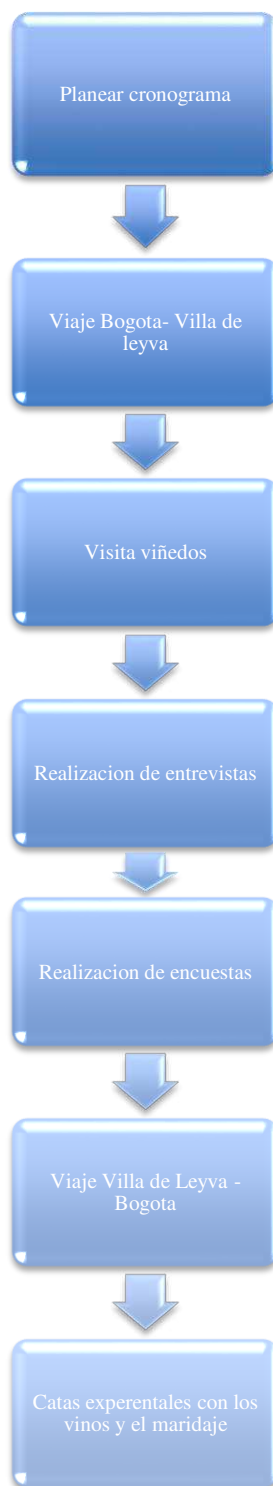 Planear cronograma
Viaje Bogota- Villa de
leyva
Visita viñedos
Realizacion de entrevistas
Realizacion de encuestas
Viaje Villa de Leyva -
Bogota
Catas experentales con los
vinos y el maridaje